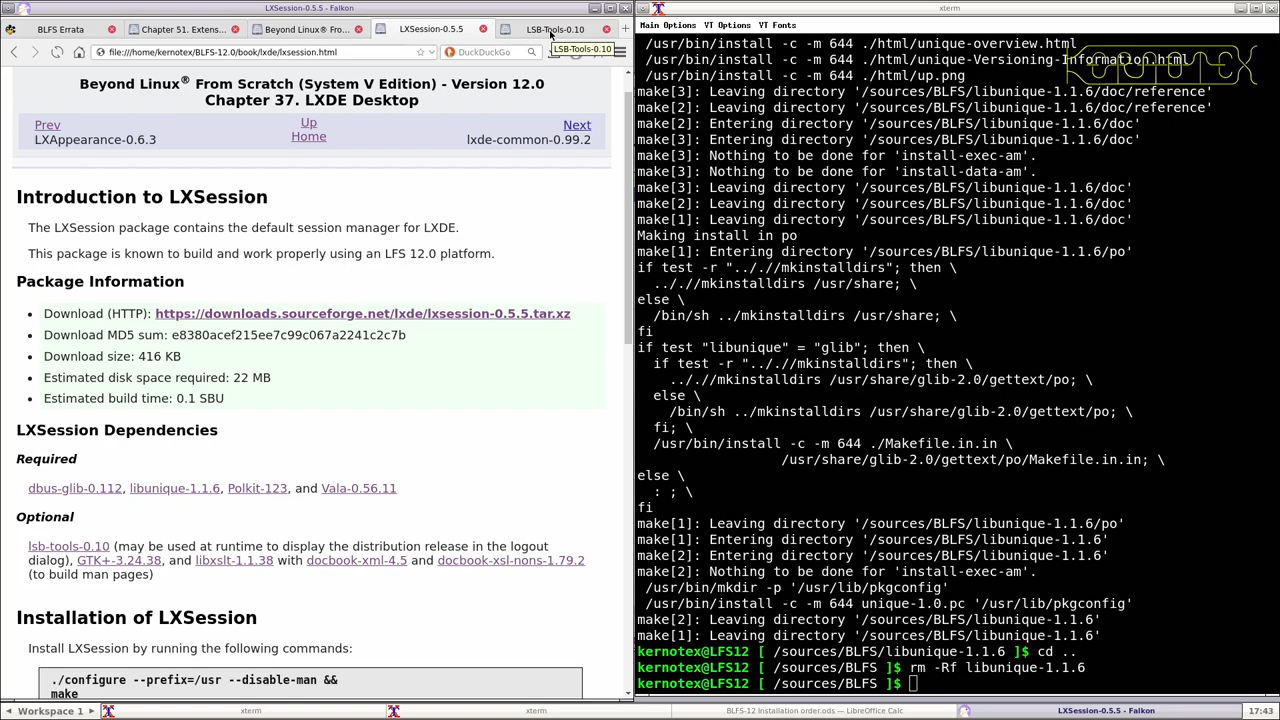 LXSession-0.5.5 - Falkon
BLFS Errata
Chapter 51. Extens...
Beyond Linux® Fro...
LXSession-0.5.5
LSB-Tools-0.10
file:///home/kernotex/BLFS-12.0/book/lxde/lxsession.html
DuckDuckGo
LSB-Tools-0.10
Beyond Linux® From Scratch (System V Edition) - Version 12.0
Chapter 37. LXDE Desktop
Prev
Up
Next
LXAppearance-0.6.3
Home
lxde-common-0.99.2
Introduction to LXSession
The LXSession package contains the default session manager for LXDE.
This package is known to build and work properly using an LFS 12.0 platform.
Package Information
• Download (HTTP): https://downloads.sourceforge.net/lxde/lxsession-0.5.5.tar.xz
• Download MD5 sum: e8380acef215ee7c99c067a2241c2c7b
• Download size: 416 KB
• Estimated disk space required: 22 MB
• Estimated build time: 0.1 SBU
LXSession Dependencies
Required
dbus-glib-0.112, libunique-1.1.6, Polkit-123, and Vala-0.56.11
Optional
lsb-tools-0.10 (may be used at runtime to display the distribution release in the logout
dialog), GTK+-3.24.38, and libxslt-1.1.38 with docbook-xml-4.5 and docbook-xsl-nons-1.79.2
(to build man pages)
Installation of LXSession
Install LXSession by running the following commands:
./configure --prefix=/usr --disable-man &&
make
xterm
Main Options VT Options VT Fonts
/usr/bin/install -c -m 644 ./html/unique-overview.html
/usr/bin/install -c -m 644 ./html/unique-Versioning-Information.html
/usr/bin/install -c -m 644 ./html/up.png
KERNOTEX
make[3]: Leaving directory '/sources/BLFS/libunique-1.1.6/doc/reference'
make[2]: Leaving directory '/sources/BLFS/libunique-1.1.6/doc/reference'
make[2]: Entering directory '/sources/BLFS/libunique-1.1.6/doc'
make[3]: Entering directory '/sources/BLFS/libunique-1.1.6/doc'
make[3]: Nothing to be done for 'install-exec-am'.
make[3]: Nothing to be done for 'install-data-am'.
make[3]: Leaving directory '/sources/BLFS/libunique-1.1.6/doc'
make[2]: Leaving directory '/sources/BLFS/libunique-1.1.6/doc'
make[1]: Leaving directory '/sources/BLFS/libunique-1.1.6/doc'
Making install in po
make[1]: Entering directory '/sources/BLFS/libunique-1.1.6/po'
if test -r ".././/mkinstalldirs"; then \
.././/mkinstalldirs /usr/share; \
else \
/bin/sh ../mkinstalldirs /usr/share; \
fi
if test "libunique" = "glib"; then \
if test -r ".././/mkinstalldirs"; then \
.././/mkinstalldirs /usr/share/glib-2.0/gettext/po; \
else \
/bin/sh ../mkinstalldirs /usr/share/glib-2.0/gettext/po; \
fi; \
/usr/bin/install -c -m 644 ./Makefile.in.in \
/usr/share/glib-2.0/gettext/po/Makefile.in.in; \
else \
: ; \
fi
make[1]: Leaving directory '/sources/BLFS/libunique-1.1.6/po'
make[1]: Entering directory '/sources/BLFS/libunique-1.1.6'
make[2]: Entering directory '/sources/BLFS/libunique-1.1.6'
make[2]: Nothing to be done for 'install-exec-am'.
/usr/bin/mkdir -p '/usr/lib/pkgconfig'
/usr/bin/install -c -m 644 unique-1.0.pc '/usr/lib/pkgconfig'
make[2]: Leaving directory '/sources/BLFS/libunique-1.1.6'
make[1]: Leaving directory '/sources/BLFS/libunique-1.1.6'
kernotex@LFS12 [ /sources/BLFS/libunique-1.1.6 ]$ cd ..
kernotex@LFS12 [ /sources/BLFS ]$ rm -Rf libunique-1.1.6
kernotex@LFS12 [ /sources/BLFS ]$
Workspace 1
xterm
xterm
BLFS-12 Installation order.ods — LibreOffice Calc
LXSession-0.5.5 - Falkon
17:43